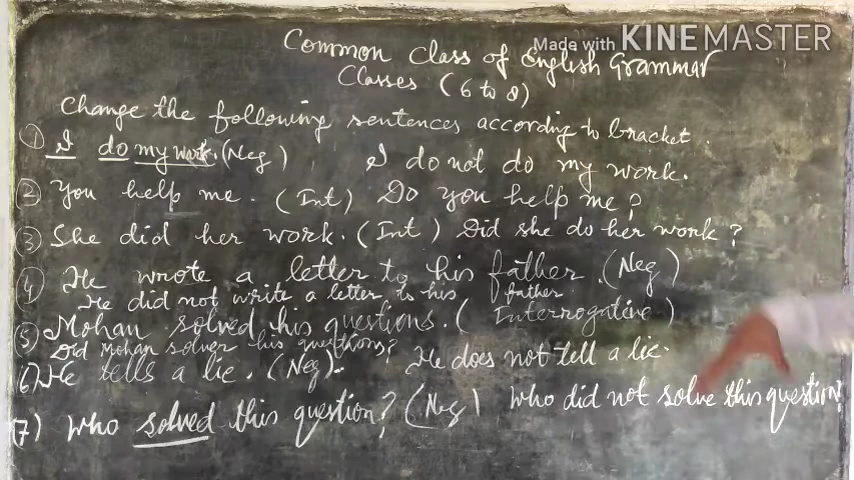 Made with KINEMASTER
Common Class of English Grammar
Classes (6 to 8)
Change the following sentences according to bracket.
(1) I do my work. (Neg) I do not do my work.
(2) You help me. (Int) Do you help me?
(3) She did her work. (Int) Did she do her work?
(4) He wrote a letter to his father. (Neg)
He did not write a letter to his father.
(5) Mohan solved his questions. (Interrogative)
Did Mohan solver his questions?
(6) He tells a lie. (Neg). He does not tell a lie.
(7) Who solved this question? (Neg) Who did not solve this question?